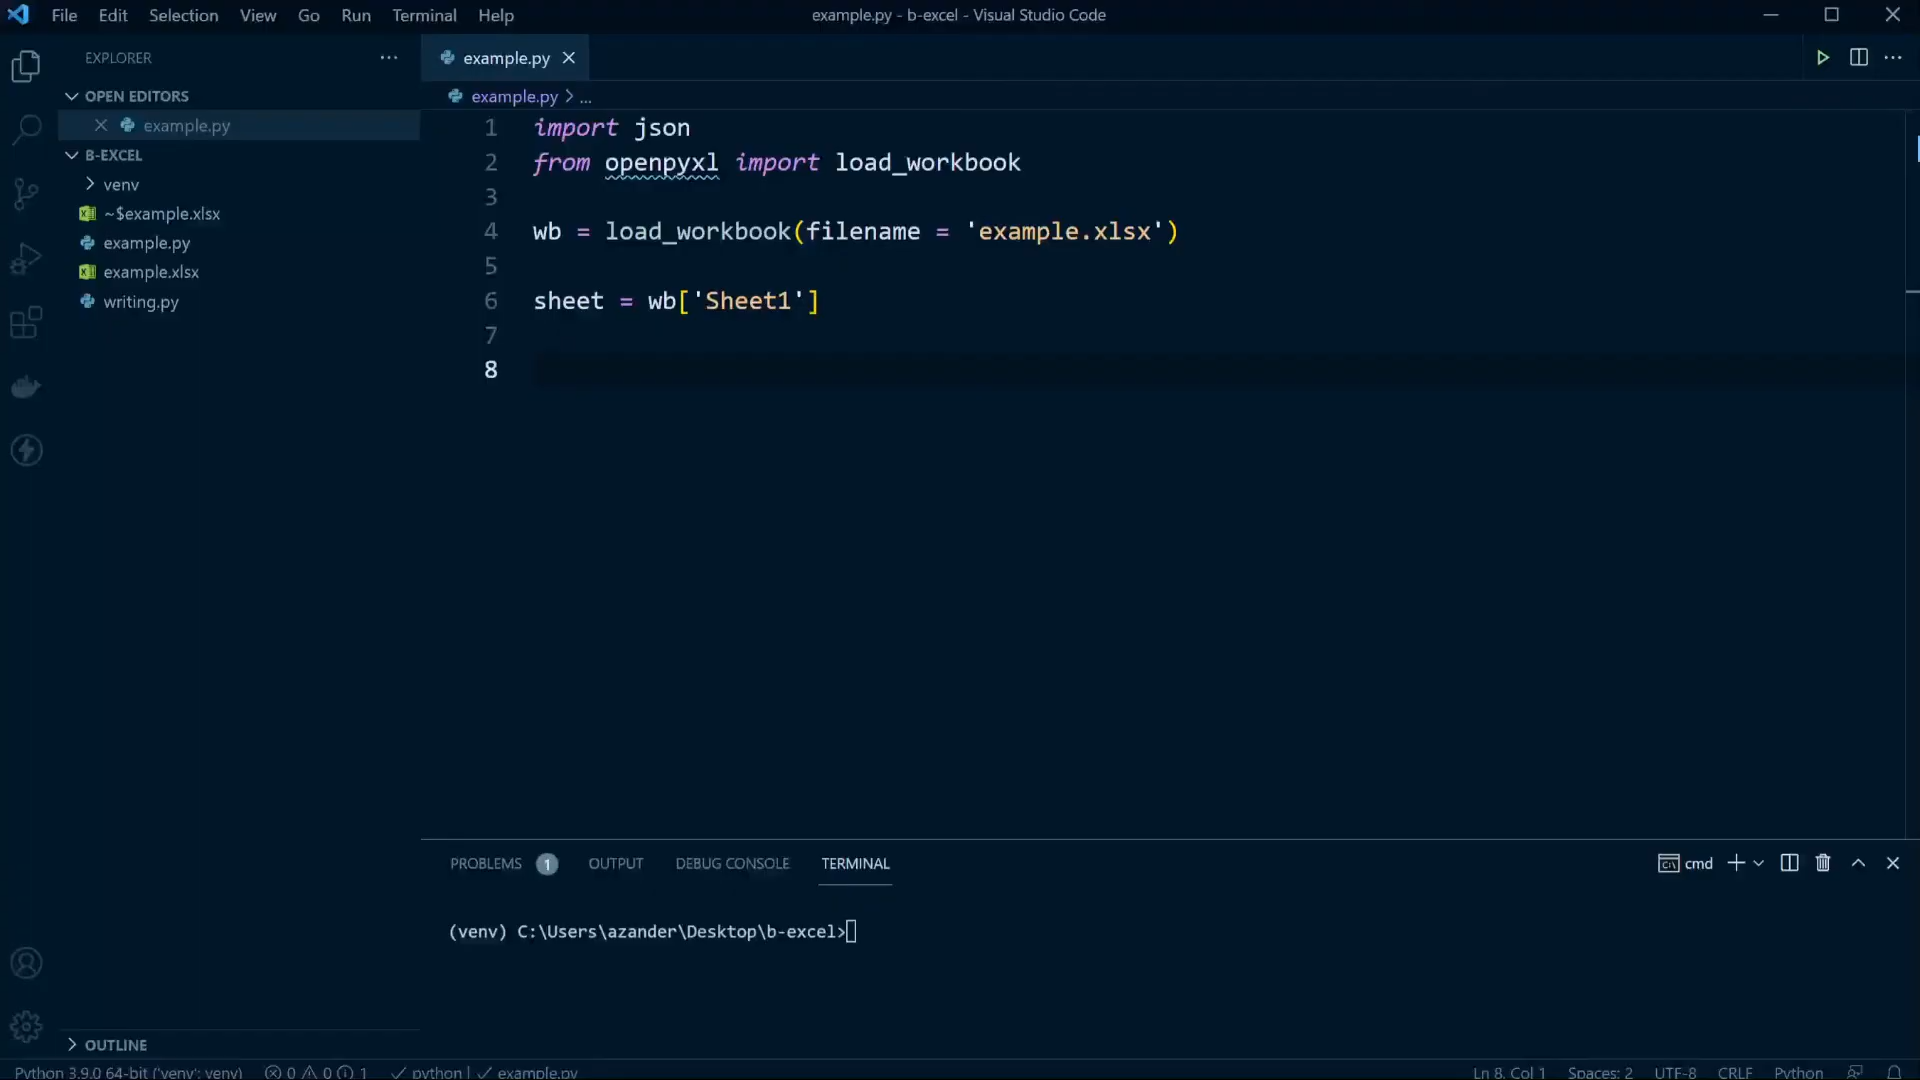 File Edit Selection View Go Run Terminal Help
example.py - b-excel - Visual Studio Code
EXPLORER
OPEN EDITORS
example.py
B-EXCEL
venv
~$example.xlsx
example.py
example.xlsx
writing.py
OUTLINE
example.py
example.py > ...
1 import json
2 from openpyxl import load_workbook
3
4 wb = load_workbook(filename = 'example.xlsx')
5
6 sheet = wb['Sheet1']
7
8
PROBLEMS 1 OUTPUT DEBUG CONSOLE TERMINAL
cmd
(venv) C:\Users\azander\Desktop\b-excel>
Python 3.9.0 64-bit ('venv': venv) 0 0 1 python | example.py
Ln 8, Col 1 Spaces: 2 UTF-8 CRLF Python